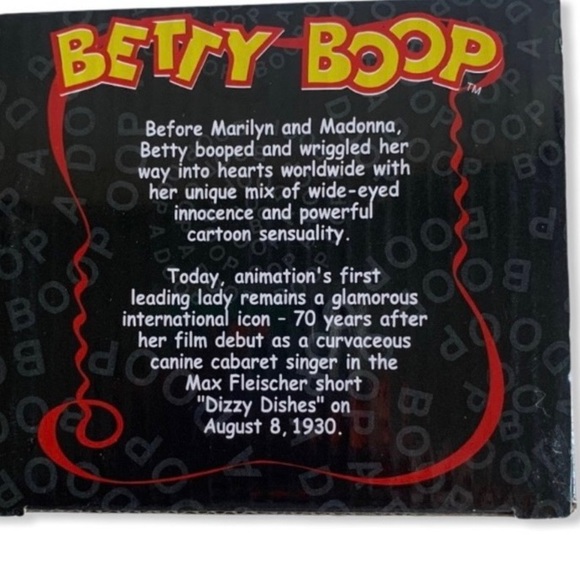 BETTY BOOP™
Before Marilyn and Madonna,
Betty booped and wriggled her
way into hearts worldwide with
her unique mix of wide-eyed
innocence and powerful
cartoon sensuality.
Today, animation's first
leading lady remains a glamorous
international icon - 70 years after
her film debut as a curvaceous
canine cabaret singer in the
Max Fleischer short
"Dizzy Dishes" on
August 8, 1930.